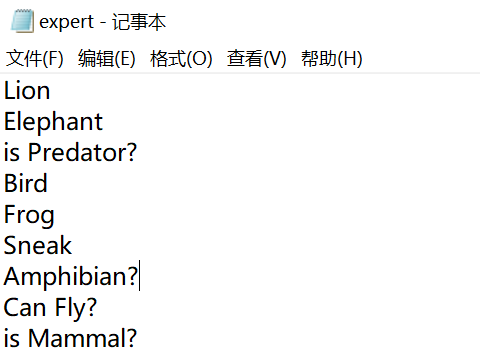 expert - 记事本
文件(F) 编辑(E) 格式(O) 查看(V) 帮助(H)
Lion
Elephant
is Predator?
Bird
Frog
Sneak
Amphibian?
Can Fly?
is Mammal?